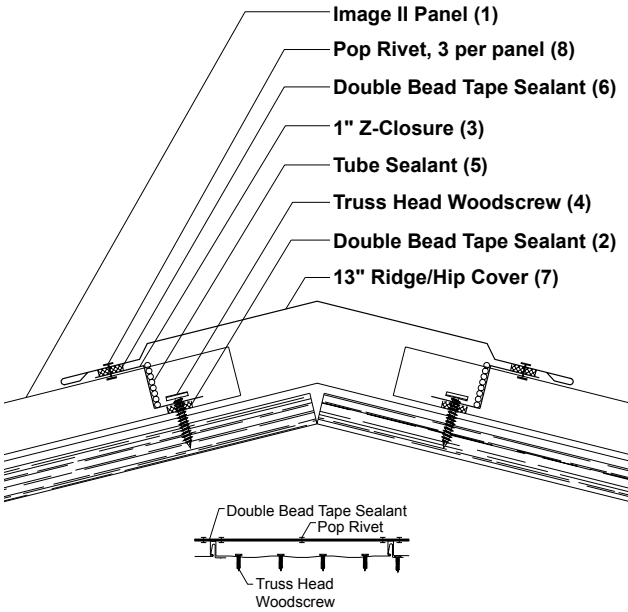 Image II Panel (1)
Pop Rivet, 3 per panel (8)
Double Bead Tape Sealant (6)
1" Z-Closure (3)
Tube Sealant (5)
Truss Head Woodscrew (4)
Double Bead Tape Sealant (2)
13" Ridge/Hip Cover (7)
Double Bead Tape Sealant
Pop Rivet
Truss Head
Woodscrew